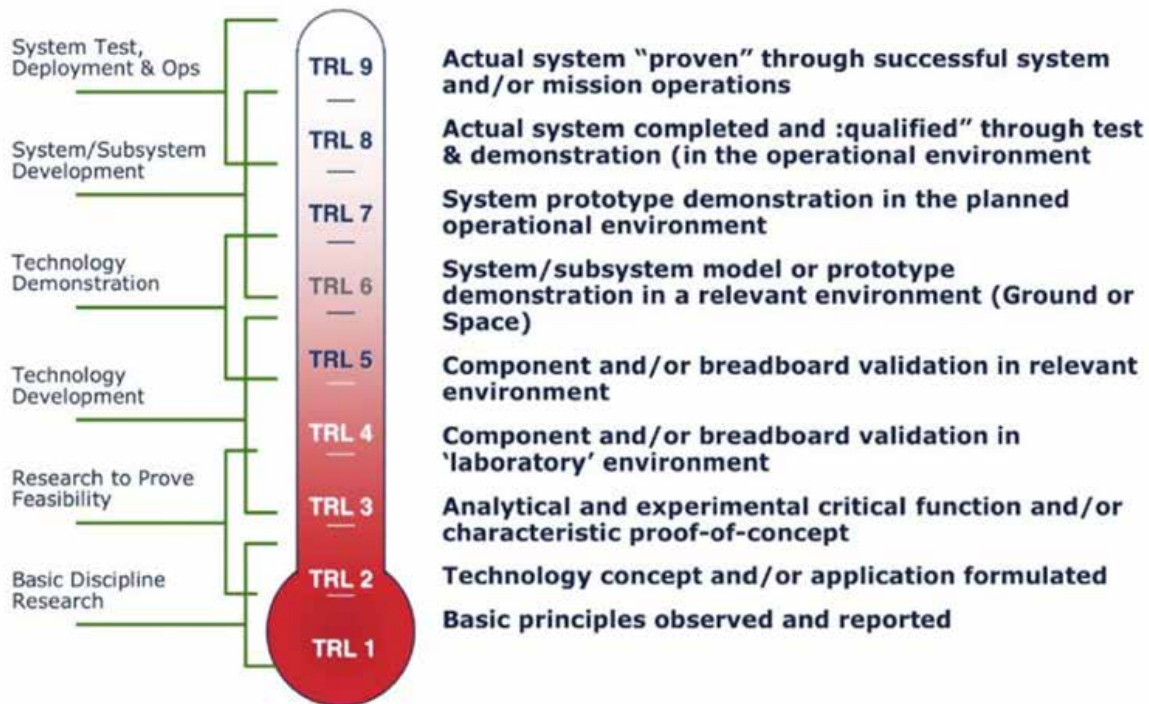 System Test,
Deployment & Ops
System/Subsystem
Development
Technology
Demonstration
Technology
Development
Research to Prove
Feasibility
Basic Discipline
Research
TRL 9
TRL 8
TRL 7
TRL 6
TRL 5
TRL 4
TRL 3
TRL 2
TRL 1
Actual system “proven” through successful system
and/or mission operations
Actual system completed and :qualified” through test
& demonstration (in the operational environment
System prototype demonstration in the planned
operational environment
System/subsystem model or prototype
demonstration in a relevant environment (Ground or
Space)
Component and/or breadboard validation in relevant
environment
Component and/or breadboard validation in
‘laboratory’ environment
Analytical and experimental critical function and/or
characteristic proof-of-concept
Technology concept and/or application formulated
Basic principles observed and reported